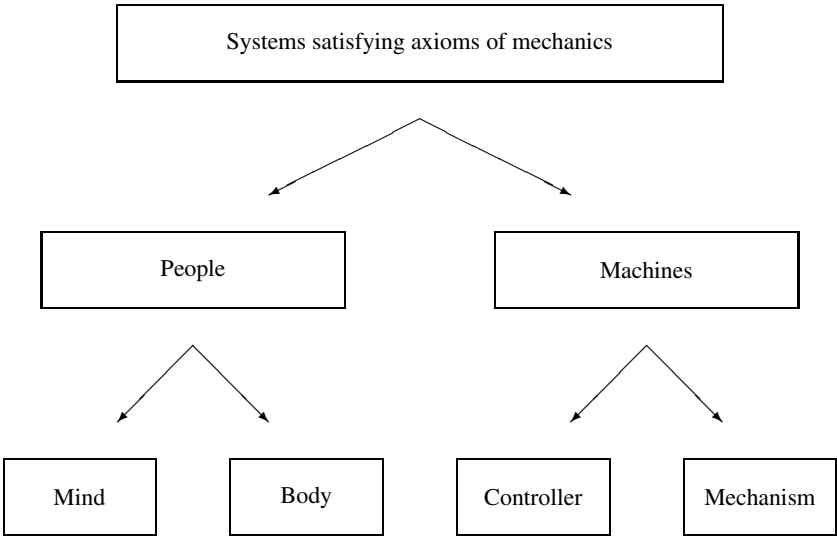 Systems satisfying axioms of mechanics
People
Machines
Mind
Body
Controller
Mechanism